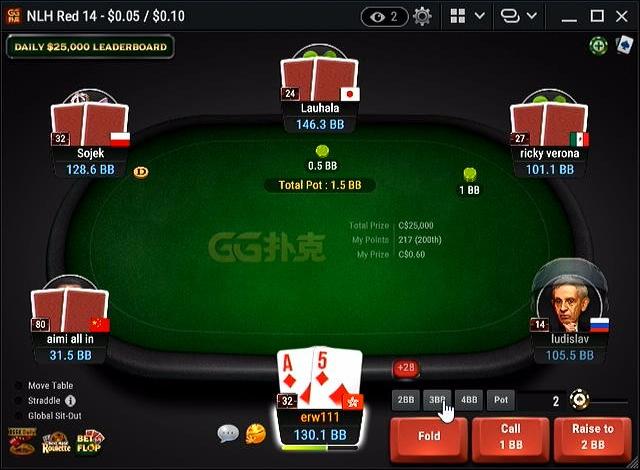 NLH Red 14 - $0.05 / $0.10
2
DAILY $25,000 LEADERBOARD
24
Lauhala
146.3 BB
32
Sojek
128.6 BB
D
27
ricky verona
101.1 BB
0.5 BB
Total Pot : 1.5 BB
1 BB
Total Prize C$25,000
My Points 217 (200th)
My Prize C$0.60
GG扑克
80
aimi all in
31.5 BB
14
ludislav
105.5 BB
A 5
32
erw111
130.1 BB
+28
Move Table
Straddle
Global Sit-Out
2BB 3BB 4BB Pot 2
Fold
Call
1 BB
Raise to
2 BB
Roulette
BET
FLOP